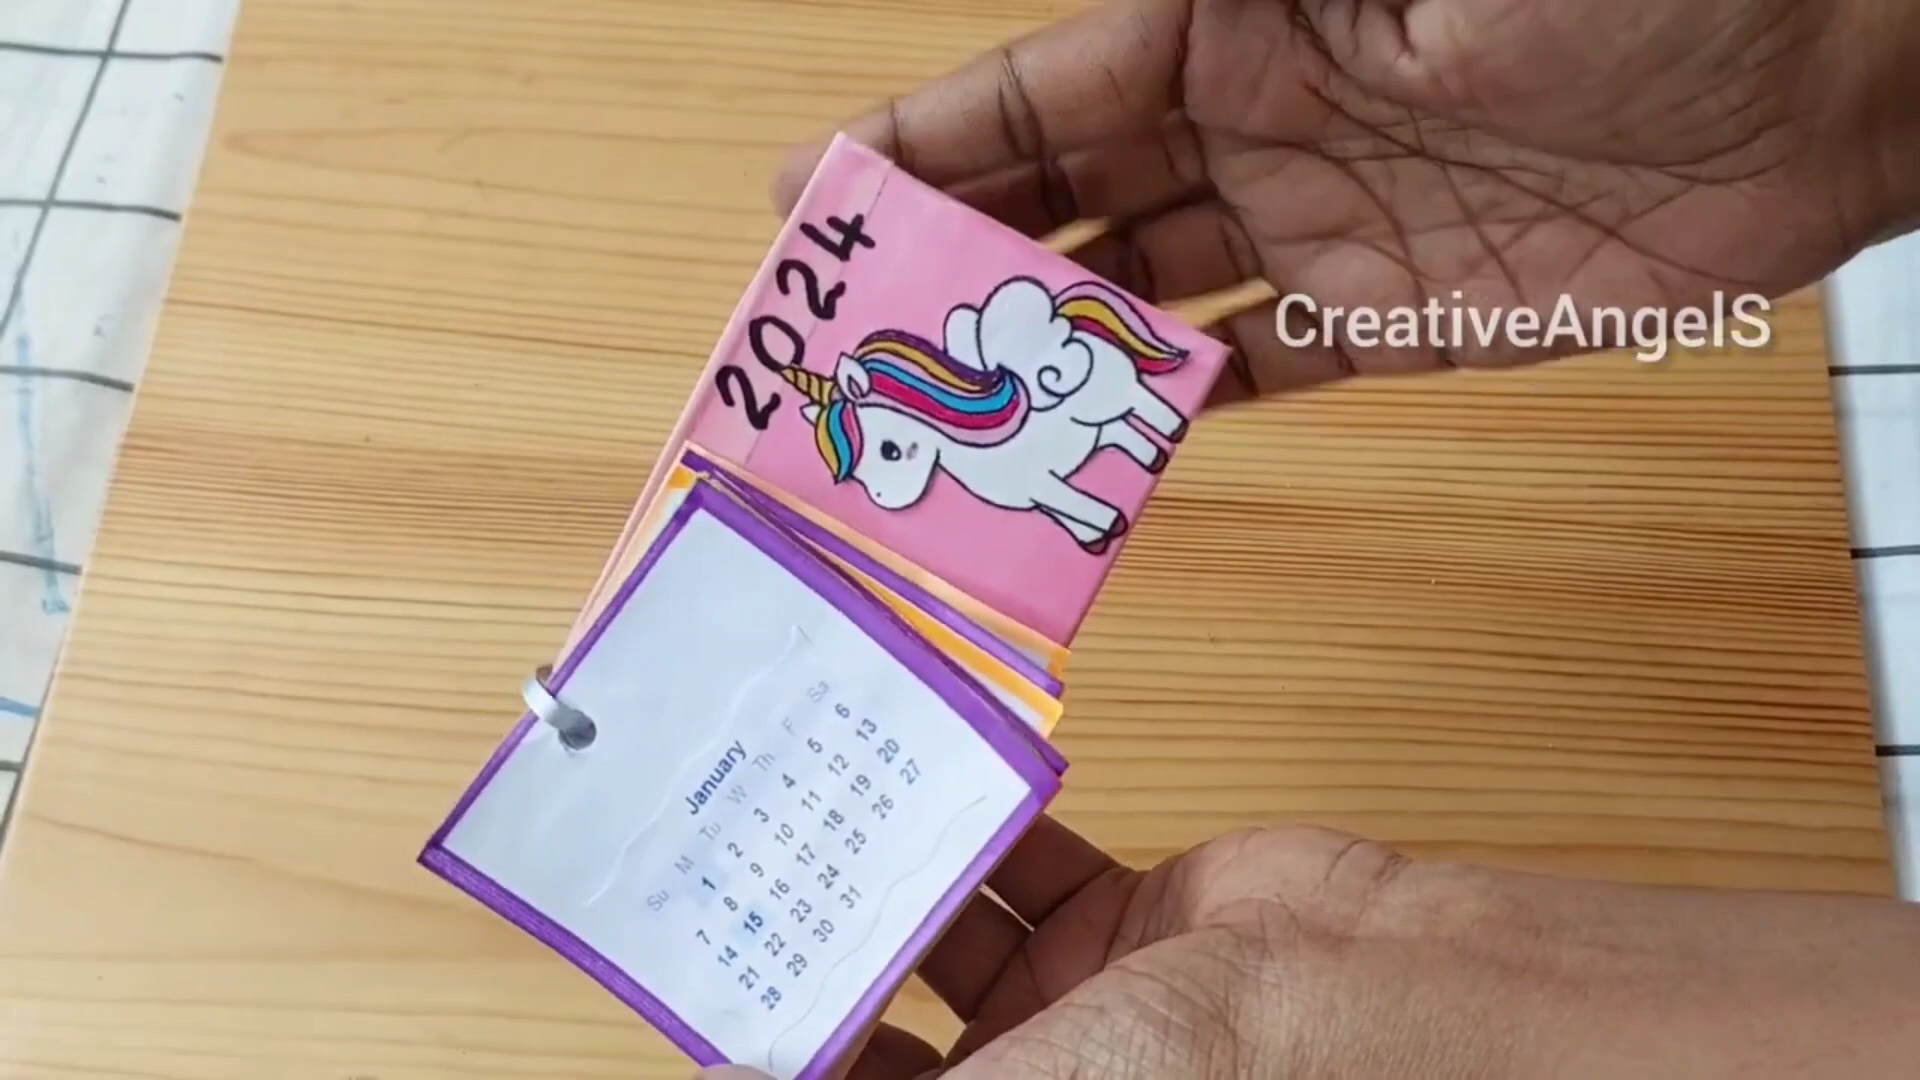 2024
CreativeAngelS
January
Su M Tu W Th F Sa
1 2 3 4 5 6
7 8 9 10 11 12 13
14 15 16 17 18 19 20
21 22 23 24 25 26 27
28 29 30 31